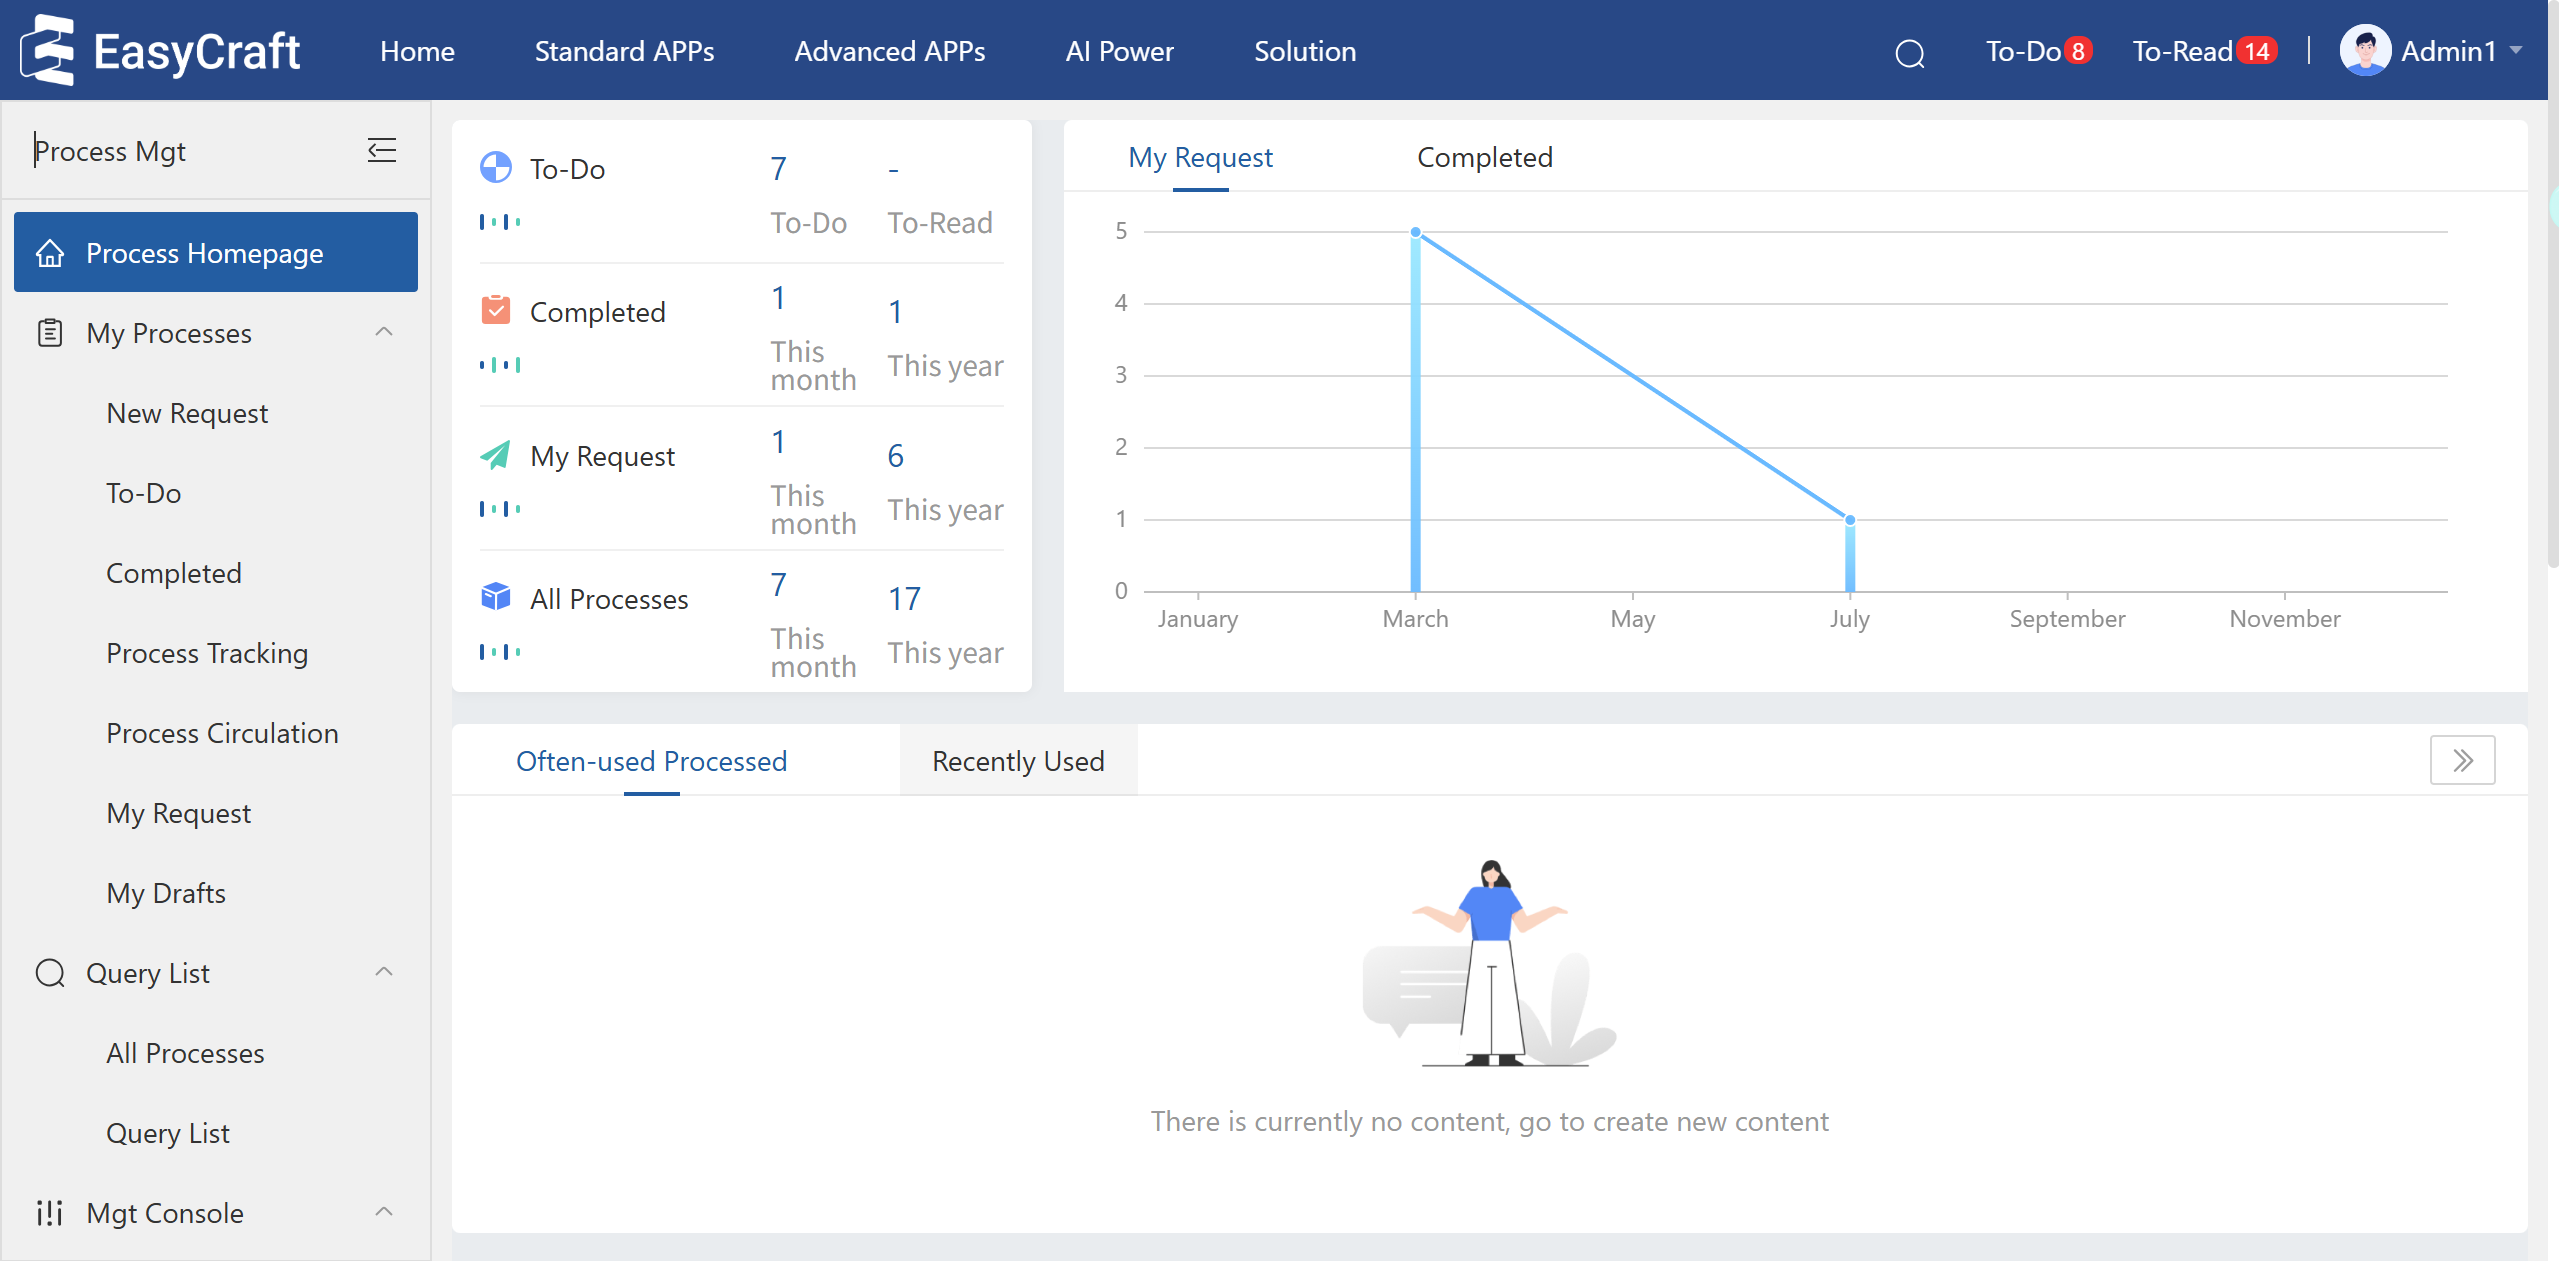 EasyCraft
Home
Standard APPs
Advanced APPs
AI Power
Solution
To-Do 8
To-Read 14
Admin1
Process Mgt
Process Homepage
My Processes
New Request
To-Do
Completed
Process Tracking
Process Circulation
My Request
My Drafts
Query List
All Processes
Query List
Mgt Console
To-Do
7
-
To-Do
To-Read
Completed
1
1
This
month
This year
My Request
1
6
This
month
This year
All Processes
7
17
This
month
This year
My Request
Completed
5
4
3
2
1
0
January
March
May
July
September
November
Often-used Processed
Recently Used
There is currently no content, go to create new content